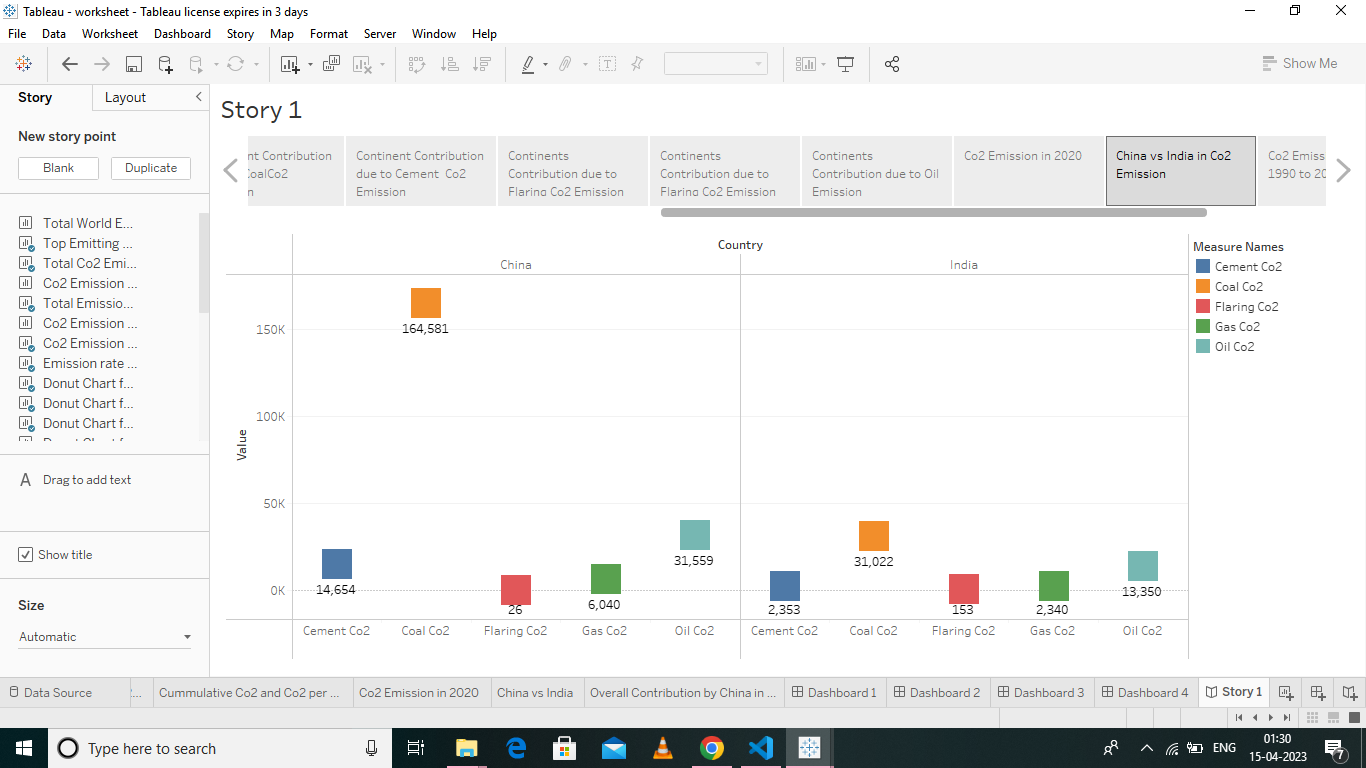 Tableau - worksheet - Tableau license expires in 3 days
File Data Worksheet Dashboard Story Map Format Server Window Help
Show Me
Story Layout
New story point
Blank Duplicate
Total World E...
Top Emitting ...
Total Co2 Emi...
Co2 Emission ...
Total Emissio...
Co2 Emission ...
Co2 Emission ...
Emission rate ...
Donut Chart f...
Donut Chart f...
Donut Chart f...
A Drag to add text
Show title
Size
Automatic
Story 1
nt Contribution
CoalCo2
n
Continent Contribution
due to Cement Co2
Emission
Continents
Contribution due to
Flaring Co2 Emission
Continents
Contribution due to
Flaring Co2 Emission
Continents
Contribution due to Oil
Emission
Co2 Emission in 2020
China vs India in Co2
Emission
Co2 Emiss
1990 to 20
Country
China India
Value
150K
100K
50K
0K
164,581
14,654
26
6,040
31,559
2,353
31,022
153
2,340
13,350
Cement Co2 Coal Co2 Flaring Co2 Gas Co2 Oil Co2 Cement Co2 Coal Co2 Flaring Co2 Gas Co2 Oil Co2
Measure Names
Cement Co2
Coal Co2
Flaring Co2
Gas Co2
Oil Co2
Data Source Cummulative Co2 and Co2 per ... Co2 Emission in 2020 China vs India Overall Contribution by China in ... Dashboard 1 Dashboard 2 Dashboard 3 Dashboard 4 Story 1
Type here to search
ENG
01:30
15-04-2023
7